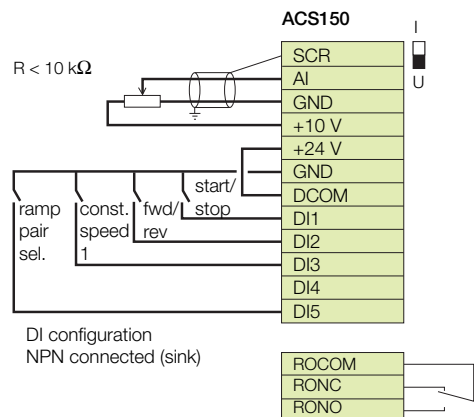 ACS150
I
U
R < 10 kΩ
SCR
AI
GND
+10 V
+24 V
GND
DCOM
DI1
DI2
DI3
DI4
DI5
ramp
pair
sel.
const.
speed
1
fwd/
rev
start/
stop
DI configuration
NPN connected (sink)
ROCOM
RONC
RONO